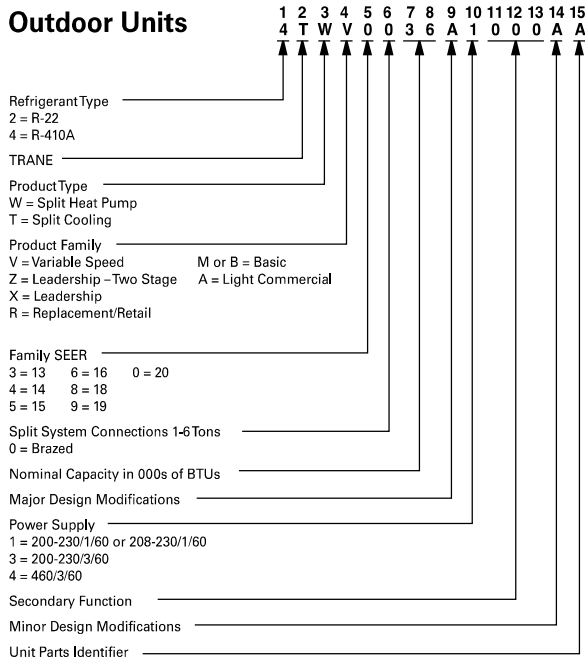 Outdoor Units
1 2 3 4 5 6 7 8 9 10 11 12 13 14 15
4 T W V 0 0 3 6 A 1 0 0 0 A A
Refrigerant Type
2 = R-22
4 = R-410A
TRANE
Product Type
W = Split Heat Pump
T = Split Cooling
Product Family
V = Variable Speed M or B = Basic
Z = Leadership – Two Stage A = Light Commercial
X = Leadership
R = Replacement/Retail
Family SEER
3 = 13 6 = 16 0 = 20
4 = 14 8 = 18
5 = 15 9 = 19
Split System Connections 1-6 Tons
0 = Brazed
Nominal Capacity in 000s of BTUs
Major Design Modifications
Power Supply
1 = 200-230/1/60 or 208-230/1/60
3 = 200-230/3/60
4 = 460/3/60
Secondary Function
Minor Design Modifications
Unit Parts Identifier